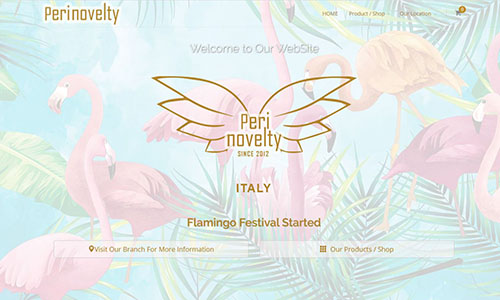 Perinovelty
HOME
Product / Shop
Our Location
0
Welcome to Our WebSite
Peri
novelty
SINCE 2012
ITALY
Flamingo Festival Started
Visit Our Branch For More Information
Our Products / Shop